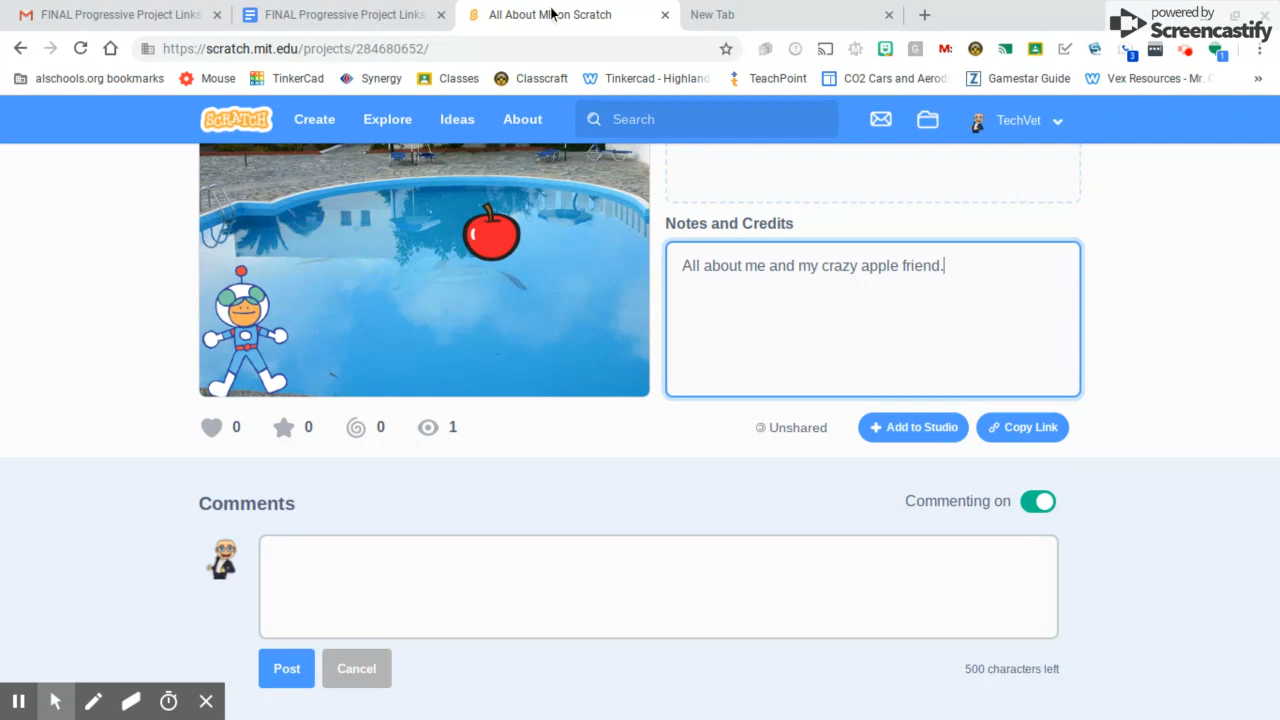 FINAL Progressive Project Links
FINAL Progressive Project Links
All About M on Scratch
New Tab
powered by
Screencastify
https://scratch.mit.edu/projects/284680652/
alschools.org bookmarks
Mouse
TinkerCad
Synergy
Classes
Classcraft
Tinkercad - Highlan
TeachPoint
CO2 Cars and Aero
Gamestar Guide
Vex Resources - Mr.
»
SCRATCH
Create
Explore
Ideas
About
Search
TechVet
Notes and Credits
All about me and my crazy apple friend.
0
0
0
1
Unshared
Add to Studio
Copy Link
Comments
Commenting on
Post
Cancel
500 characters left